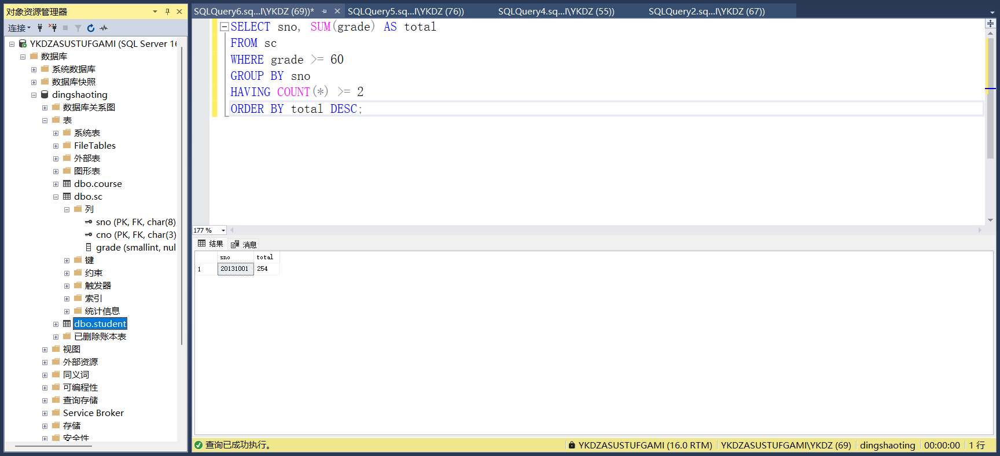 对象资源管理器
连接
YKDZASUSTUFGAMI (SQL Server 16
数据库
系统数据库
数据库快照
dingshaoting
数据库关系图
表
系统表
FileTables
外部表
图形表
dbo.course
dbo.sc
列
sno (PK, FK, char(8)
cno (PK, FK, char(3)
grade (smallint, nul
键
约束
触发器
索引
统计信息
dbo.student
已删除账本表
视图
外部资源
同义词
可编程性
查询存储
Service Broker
存储
安全性
SQLQuery6.sq...I\YKDZ (69))* SQLQuery5.sq...I\YKDZ (76)) SQLQuery4.sq...I\YKDZ (55)) SQLQuery2.sq...I\YKDZ (67))
SELECT sno, SUM(grade) AS total
FROM sc
WHERE grade >= 60
GROUP BY sno
HAVING COUNT(*) >= 2
ORDER BY total DESC;
177 %
结果 消息
sno total
1 20131001 254
查询已成功执行。 YKDZASUSTUFGAMI (16.0 RTM) YKDZASUSTUFGAMI\YKDZ (69) dingshaoting 00:00:00 1 行